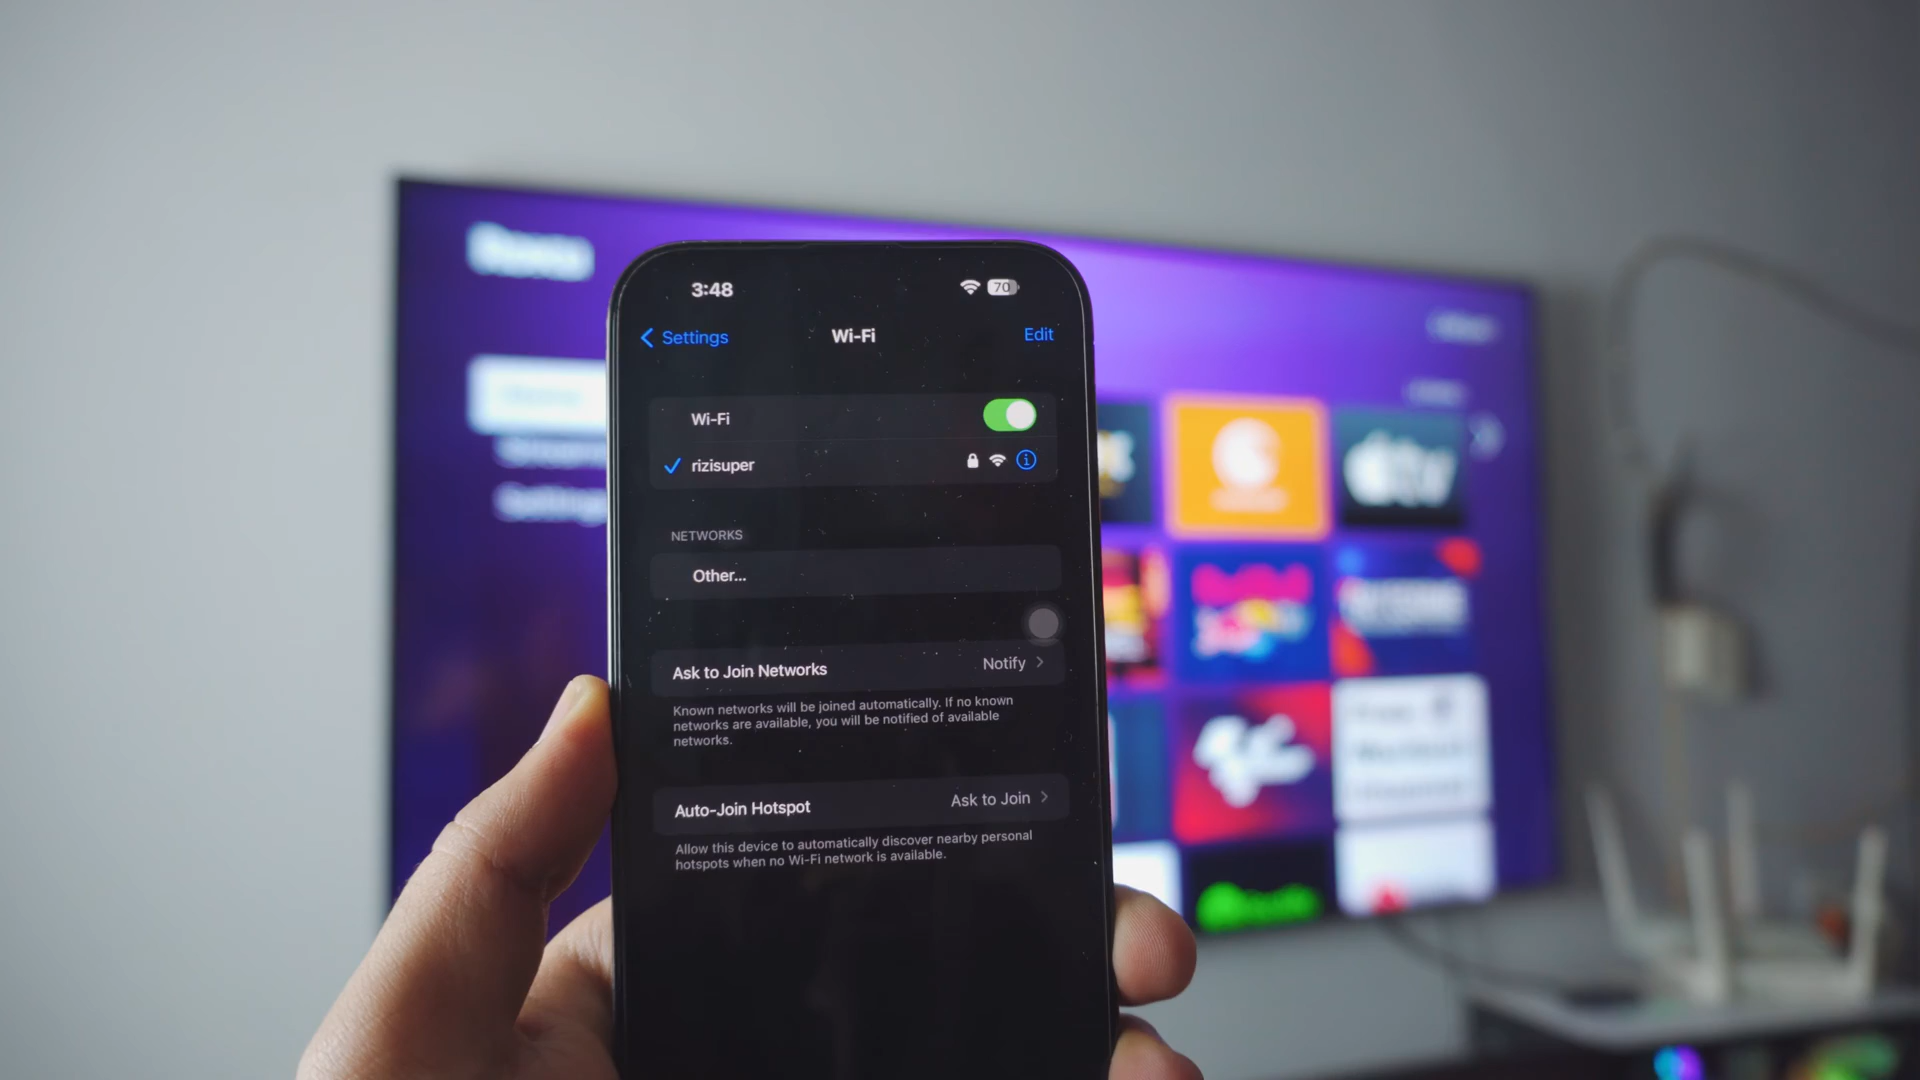 Roku
3:48
70
Settings
Wi-Fi
Edit
Wi-Fi
rizisuper
NETWORKS
Other...
Ask to Join Networks
Notify
Known networks will be joined automatically. If no known
networks are available, you will be notified of available
networks.
Auto-Join Hotspot
Ask to Join
Allow this device to automatically discover nearby personal
hotspots when no Wi-Fi network is available.
Settings
tv